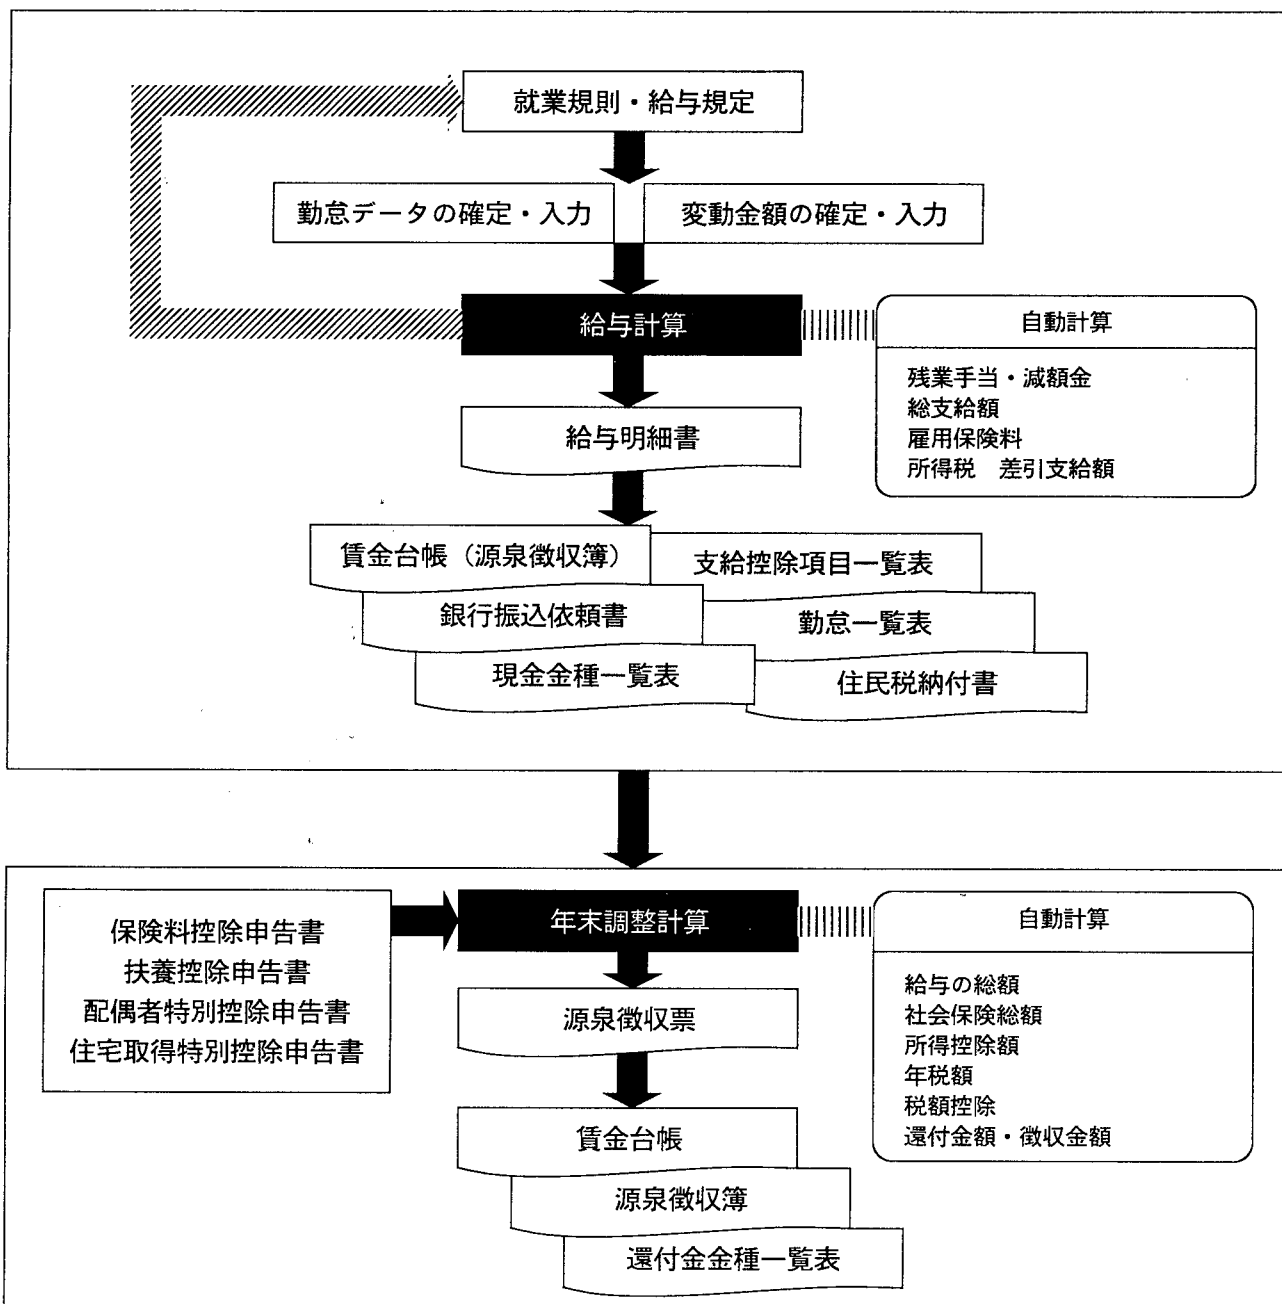 就業規則・給与規定
勤怠データの確定・入力
変動金額の確定・入力
給与計算
自動計算
残業手当・減額金
総支給額
雇用保険料
所得税　差引支給額
給与明細書
賃金台帳（源泉徴収簿）
支給控除項目一覧表
銀行振込依頼書
勤怠一覧表
現金金種一覧表
住民税納付書
保険料控除申告書
扶養控除申告書
配偶者特別控除申告書
住宅取得特別控除申告書
年末調整計算
自動計算
給与の総額
社会保険総額
所得控除額
年税額
税額控除
還付金額・徴収金額
源泉徴収票
賃金台帳
源泉徴収簿
還付金金種一覧表